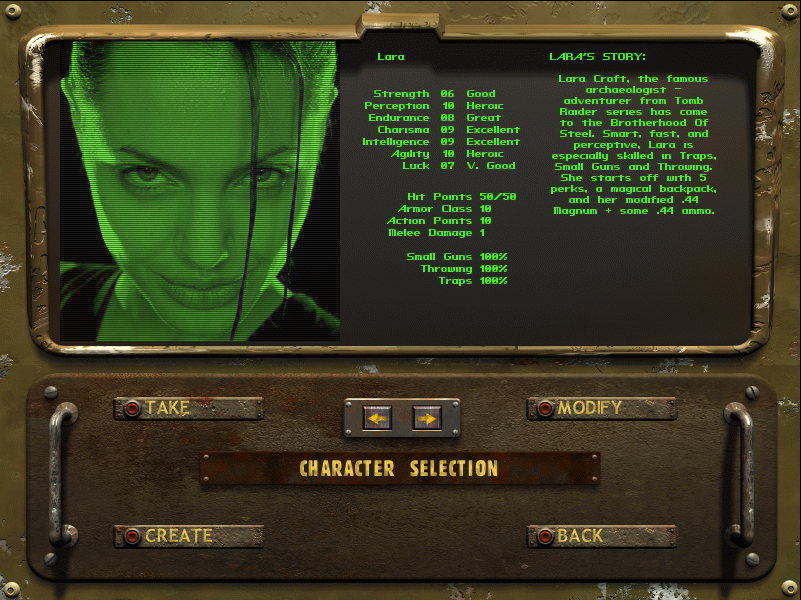 Lara
Strength 06 Good
Perception 10 Heroic
Endurance 08 Great
Charisma 09 Excellent
Intelligence 09 Excellent
Agility 10 Heroic
Luck 07 V. Good
Hit Points 50/50
Armor Class 10
Action Points 10
Melee Damage 1
Small Guns 100%
Throwing 100%
Traps 100%
LARA'S STORY:
Lara Croft, the famous
archaeologist -
adventurer from Tomb
Raider series has come
to the Brotherhood Of
Steel. Smart, fast, and
perceptive, Lara is
especially skilled in Traps,
Small Guns and Throwing.
She starts off with 5
perks, a magical backpack,
and her modified .44
Magnum + some .44 ammo.
TAKE
MODIFY
CHARACTER SELECTION
CREATE
BACK